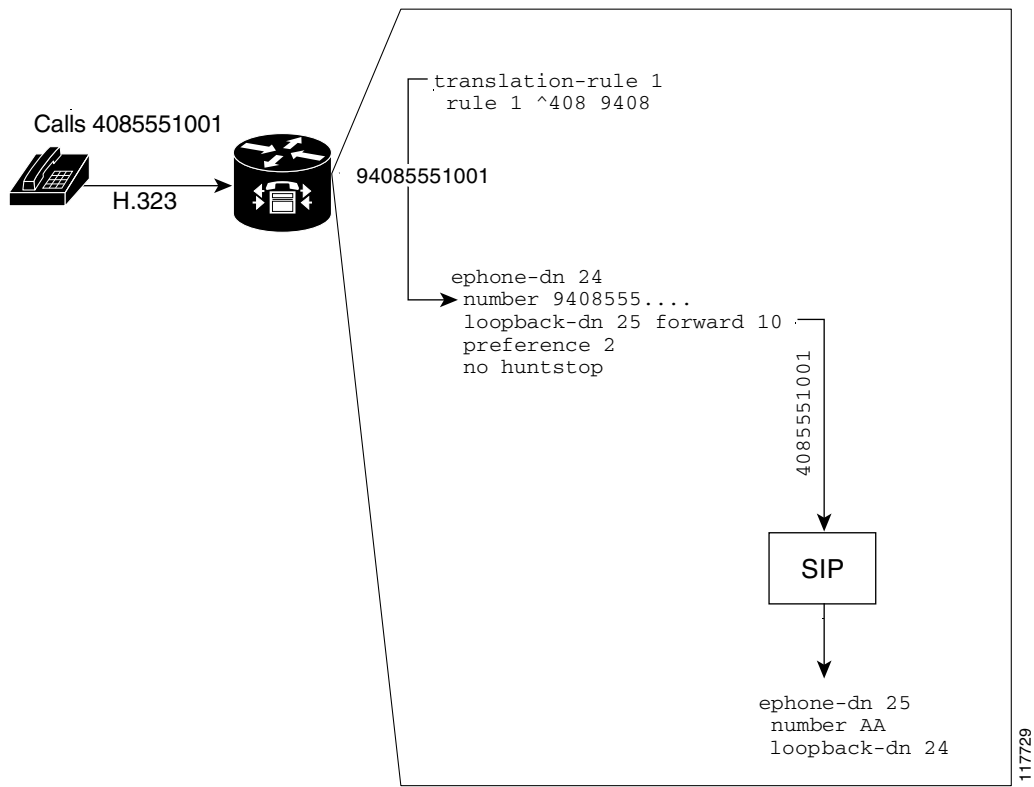 Calls 4085551001
H.323
translation-rule 1
rule 1 ^408 9408
94085551001
ephone-dn 24
number 9408555....
loopback-dn 25 forward 10
preference 2
no huntstop
4085551001
SIP
ephone-dn 25
number AA
loopback-dn 24
117729